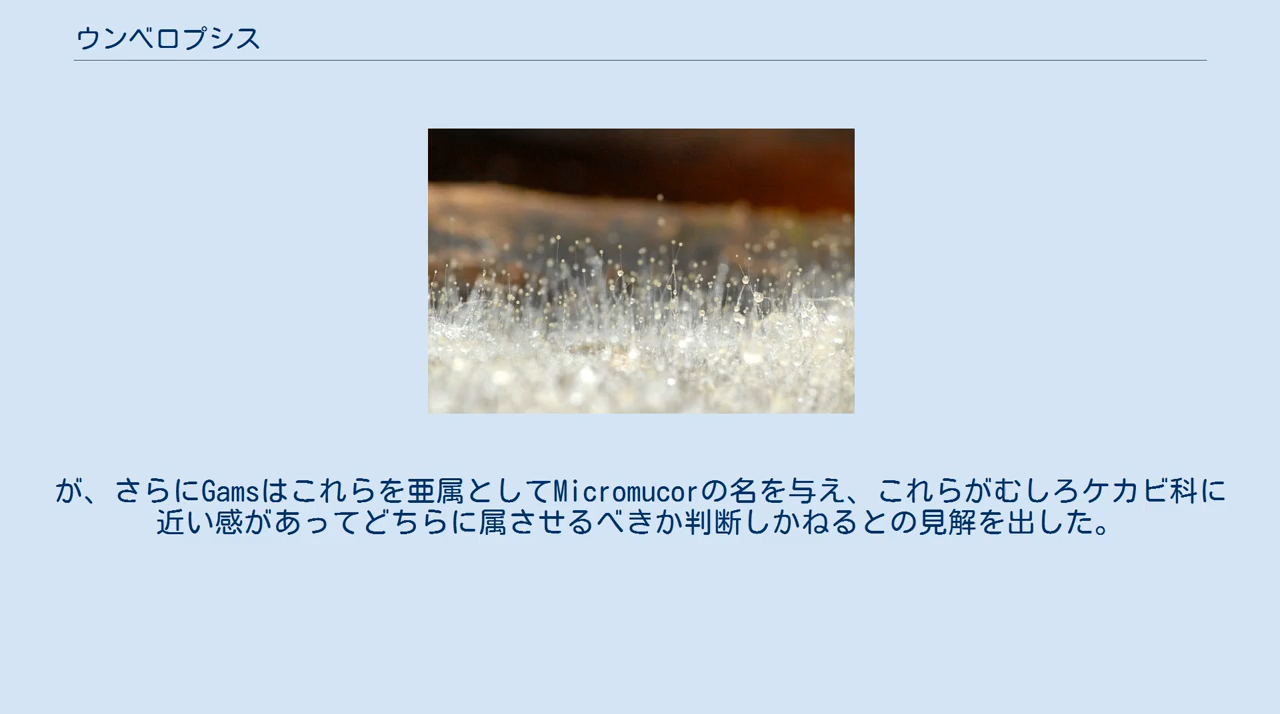 ウンベロプシス
が、さらにGamsはこれらを亜属としてMicromucorの名を与え、これらがむしろケカビ科に
近い感があってどちらに属させるべきか判断しかねるとの見解を出した。